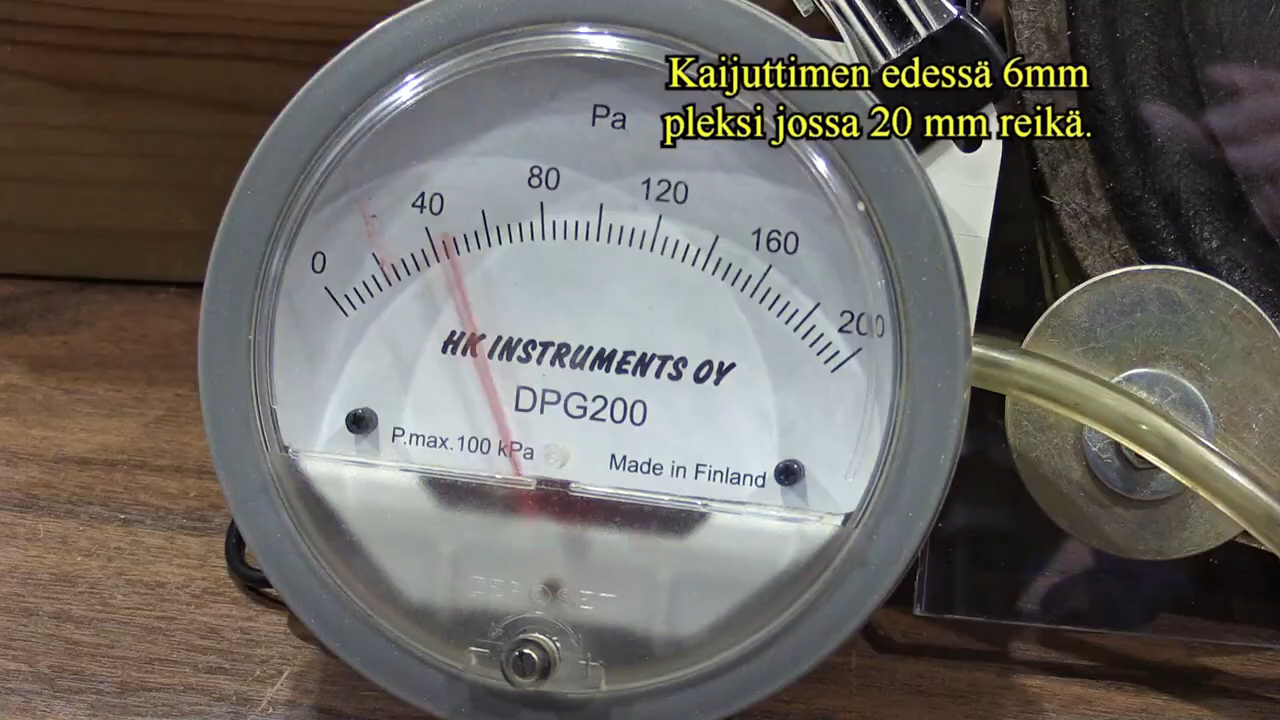 Kaijuttimen edessä 6mm
pleksi jossa 20 mm reikä.
Pa
0 40 80 120 160 200
HK INSTRUMENTS OY
DPG200
P.max.100 kPa
Made in Finland
ZEROSET
- +